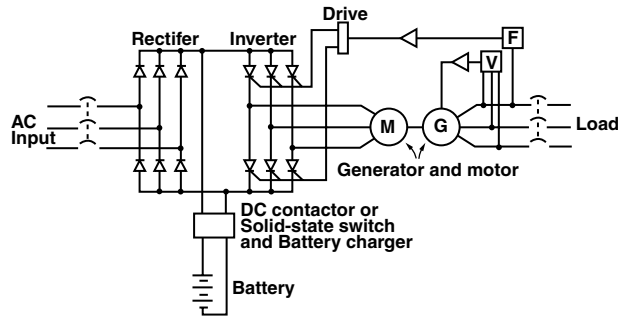 Drive
Rectifer
Inverter
F
V
AC
Input
M
G
Load
Generator and motor
DC contactor or
Solid-state switch
and Battery charger
Battery